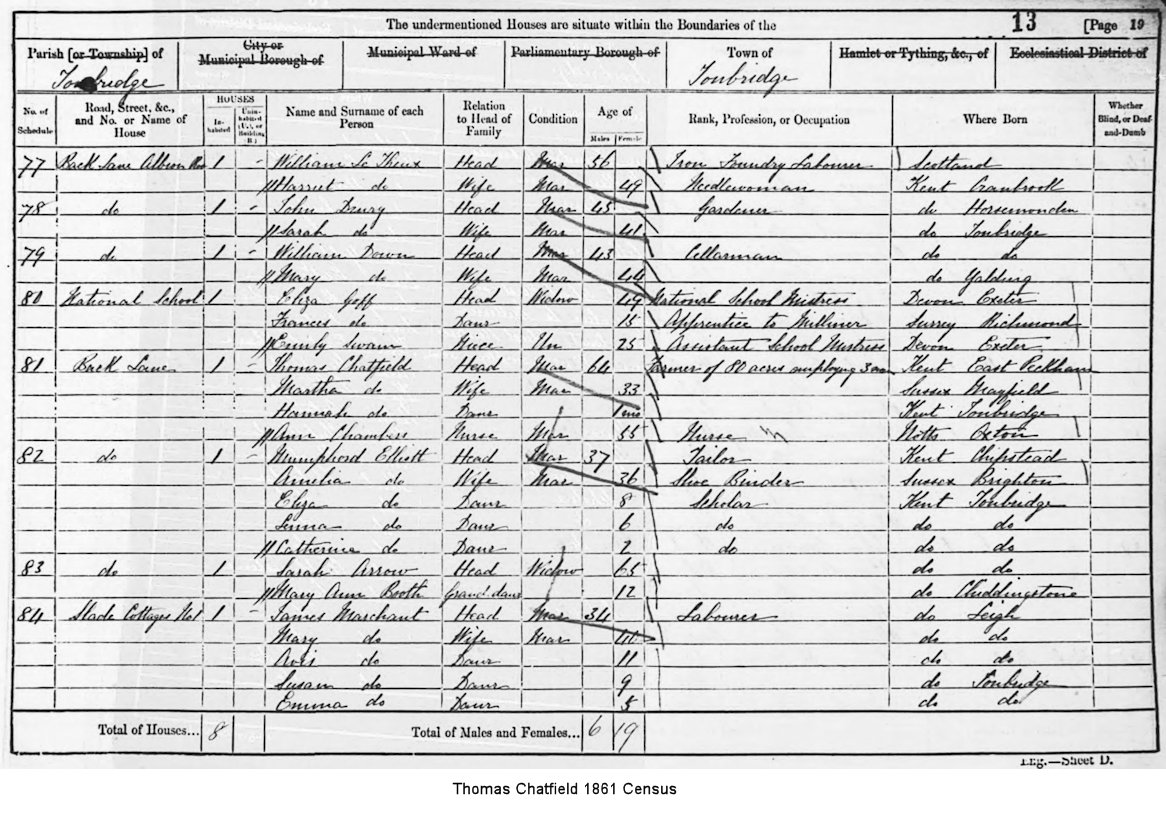 The undermentioned Houses are situate within the Boundaries of the 13 [Page 19
Parish [or Township] of Tonbridge City or Municipal Borough of Municipal Ward of Parliamentary Borough of Town of Tonbridge Hamlet or Tything, &c., of Ecclesiastical District of
No. of Schedule Road, Street, &c., and No. or Name of House HOUSES Inhabited Uninhabited (U.), or Building (B.) Name and Surname of each Person Relation to Head of Family Condition Age of Males Females Rank, Profession, or Occupation Where Born Whether Blind, or Deaf-and-Dumb
77 Back Lane Albion 1 - William Head Mar 56 Iron Foundry Labourer Scotland
Harriet do Wife Mar 49 Needlewoman Kent Cranbrook
78 do 1 - John Drury Head Mar 45 Gardener do Horsmonden
Sarah do Wife Mar 41 do Tonbridge
79 do 1 - William Down Head Mar 43 Cellarman do do
Mary do Wife Mar 44 do Yalding
80 National School 1 Eliza Goff Head Widow 49 National School Mistress Devon Exeter
Frances do Daur 15 Apprentice to Milliner Surrey Richmond
Emily Swain Niece Un 25 Assistant School Mistress Devon Exeter
81 Back Lane 1 - Thomas Chatfield Head Mar 64 Farmer of 80 acres employing 3 men Kent East Peckham
Martha do Wife Mar 33 Sussex Mayfield
Hannah do Daur 1 mo Kent Tonbridge
Ann Chambers Nurse Mar 55 Nurse Notts Oxton
82 do 1 - Mumpherd Elliott Head Mar 37 Tailor Kent Chipstead
Amelia do Wife Mar 36 Shoe Binder Sussex Brighton
Eliza do Daur 8 Scholar Kent Tonbridge
do Daur 6 do do do
Catherine do Daur 2 do do do
83 do 1 Sarah Arrow Head Widow 65 do do
Mary Ann Booth Grand daur 12 do Chiddingstone
84 Slade Cottages No1 1 - James Marchant Head Mar 34 Labourer do Leigh
Mary do Wife Mar 40 do do
Avis do Daur 11 do do
Susan do Daur 9 do Tonbridge
Emma do Daur 5 do do
Total of Houses... 8 Total of Males and Females... 6 19
Eng.—Sheet D.
Thomas Chatfield 1861 Census